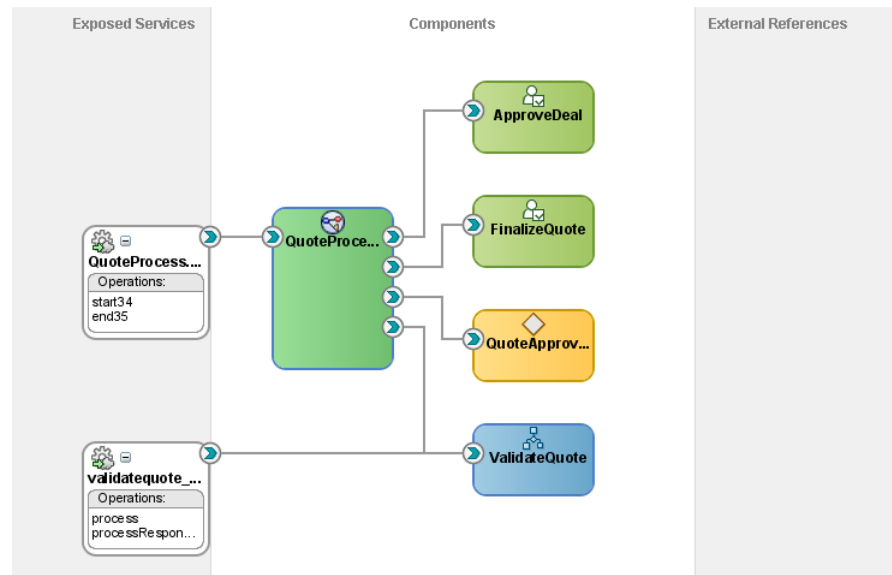 Exposed Services
Components
External References
ApproveDeal
FinalizeQuote
QuoteProce...
QuoteProcess....
Operations:
start34
end35
QuoteApprov...
ValidateQuote
validatequote_...
Operations:
process
processRespon...